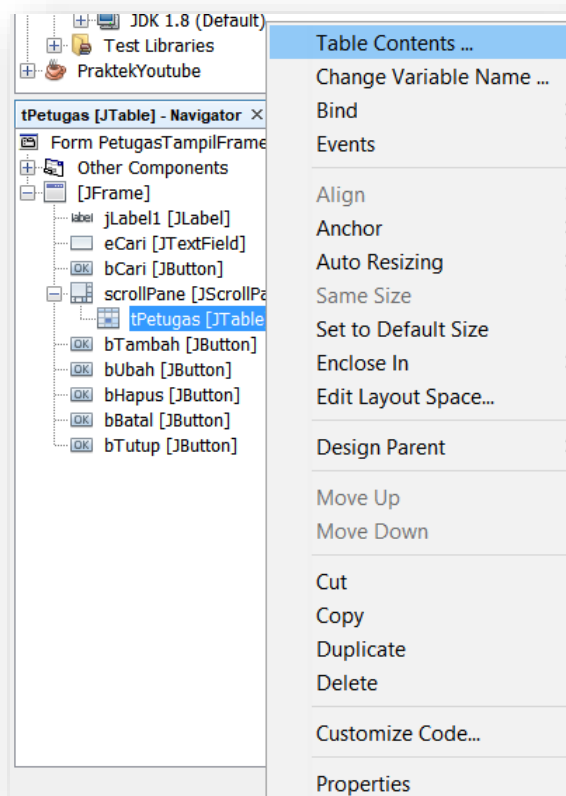 JDK 1.8 (Default)
Test Libraries
PraktekYoutube
tPetugas [JTable] - Navigator ×
Form PetugasTampilFrame
Other Components
[JFrame]
label jLabel1 [JLabel]
eCari [JTextField]
OK bCari [JButton]
scrollPane [JScrollPa
tPetugas [JTable
OK bTambah [JButton]
OK bUbah [JButton]
OK bHapus [JButton]
OK bBatal [JButton]
OK bTutup [JButton]
Table Contents ...
Change Variable Name ...
Bind
Events
Align
Anchor
Auto Resizing
Same Size
Set to Default Size
Enclose In
Edit Layout Space...
Design Parent
Move Up
Move Down
Cut
Copy
Duplicate
Delete
Customize Code...
Properties